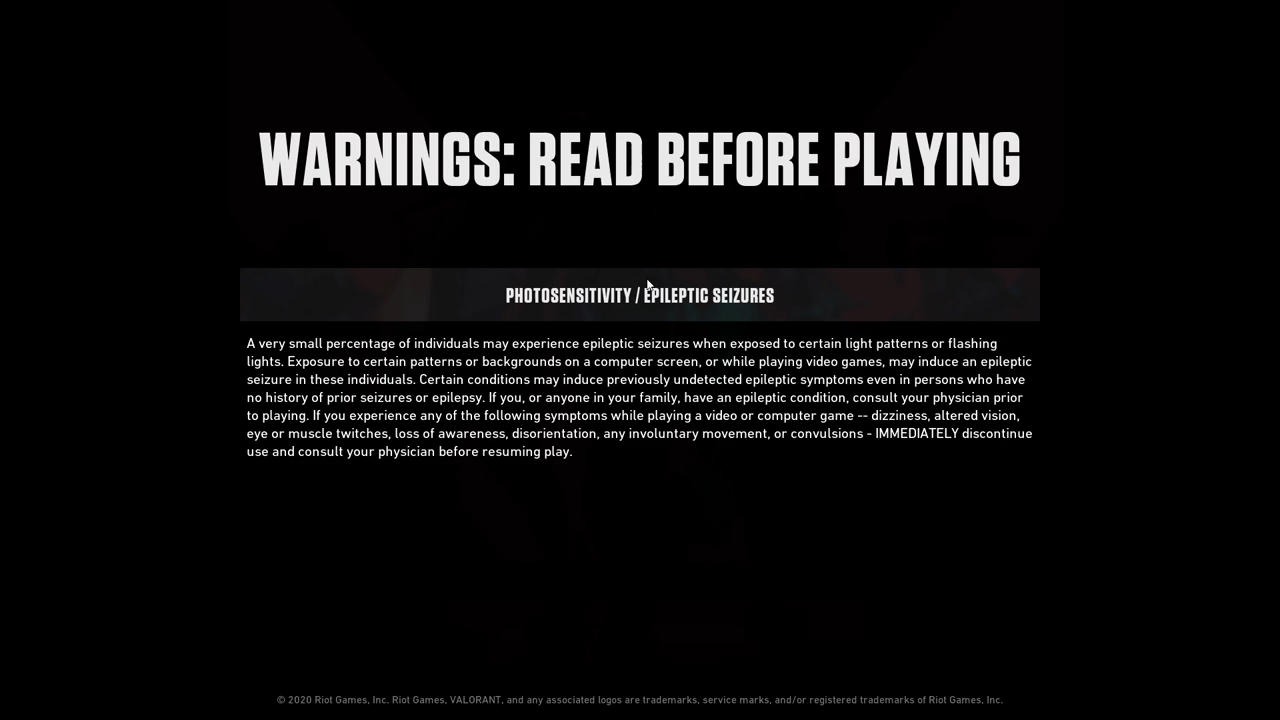 WARNINGS: READ BEFORE PLAYING
PHOTOSENSITIVITY / EPILEPTIC SEIZURES
A very small percentage of individuals may experience epileptic seizures when exposed to certain light patterns or flashing
lights. Exposure to certain patterns or backgrounds on a computer screen, or while playing video games, may induce an epileptic
seizure in these individuals. Certain conditions may induce previously undetected epileptic symptoms even in persons who have
no history of prior seizures or epilepsy. If you, or anyone in your family, have an epileptic condition, consult your physician prior
to playing. If you experience any of the following symptoms while playing a video or computer game -- dizziness, altered vision,
eye or muscle twitches, loss of awareness, disorientation, any involuntary movement, or convulsions - IMMEDIATELY discontinue
use and consult your physician before resuming play.
© 2020 Riot Games, Inc. Riot Games, VALORANT, and any associated logos are trademarks, service marks, and/or registered trademarks of Riot Games, Inc.